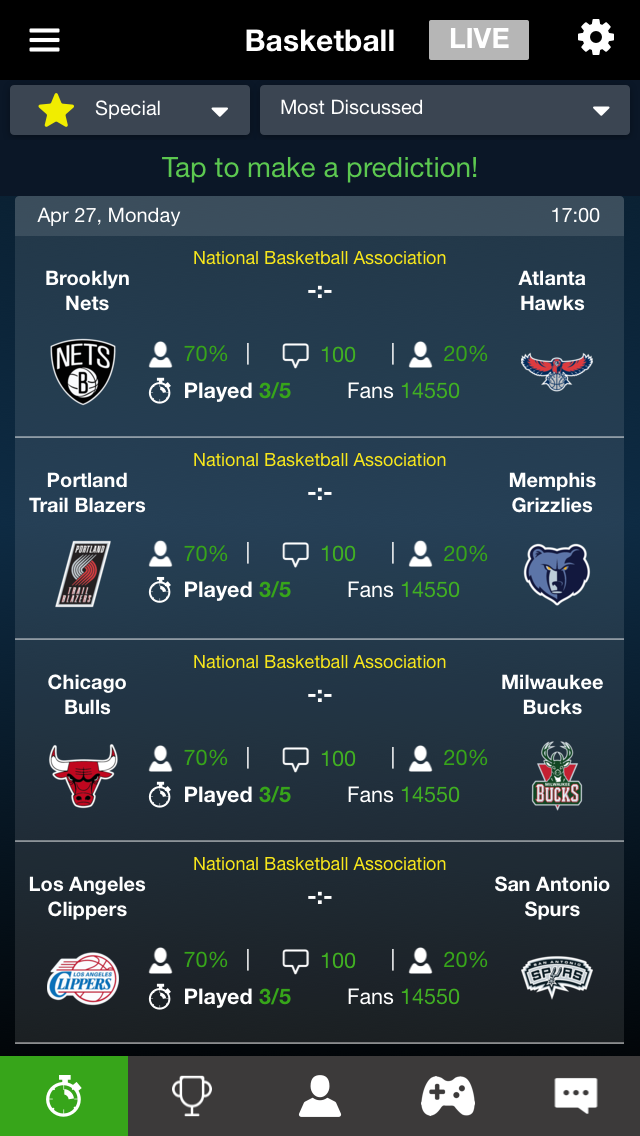 Basketball LIVE
Special Most Discussed
Tap to make a prediction!
Apr 27, Monday 17:00
National Basketball Association
Brooklyn
Nets
-:-
Atlanta
Hawks
NETS
B
70% | 100 | 20%
Played 3/5 Fans 14550
National Basketball Association
Portland
Trail Blazers
-:-
Memphis
Grizzlies
PORTLAND
TRAIL
BLAZERS
70% | 100 | 20%
Played 3/5 Fans 14550
National Basketball Association
Chicago
Bulls
-:-
Milwaukee
Bucks
70% | 100 | 20%
MILWAUKEE
BUCKS
Played 3/5 Fans 14550
National Basketball Association
Los Angeles
Clippers
-:-
San Antonio
Spurs
70% | 100 | 20%
LOS ANGELES
CLIPPERS
SAN ANTONIO
SPURS
Played 3/5 Fans 14550